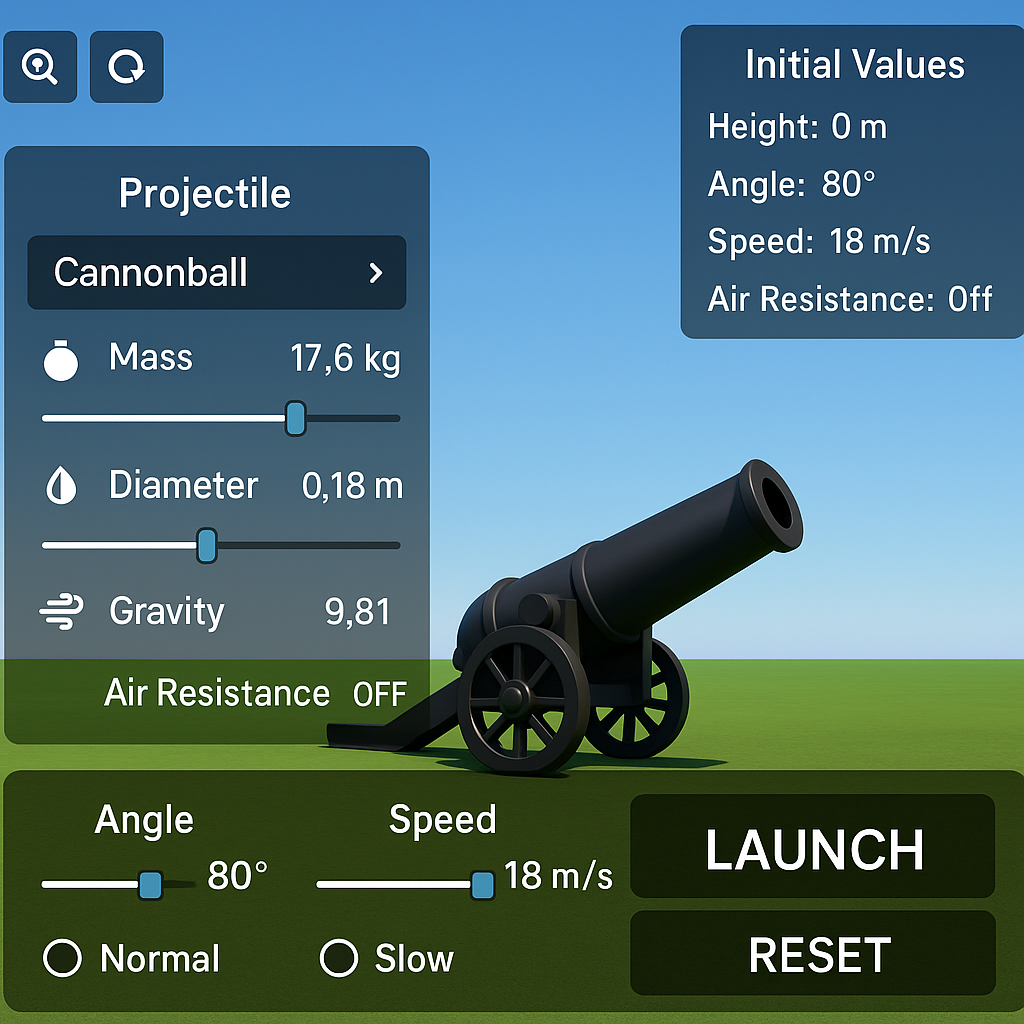 Initial Values
Height: 0 m
Angle: 80°
Speed: 18 m/s
Air Resistance: Off
Projectile
Cannonball
Mass 17,6 kg
Diameter 0,18 m
Gravity 9,81
Air Resistance OFF
Angle
80°
Speed
18 m/s
Normal
Slow
LAUNCH
RESET